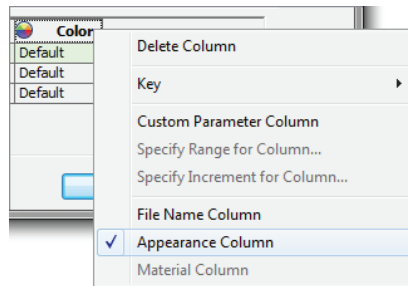 Color
Default
Default
Default
Delete Column
Key
Custom Parameter Column
Specify Range for Column...
Specify Increment for Column...
File Name Column
Appearance Column
Material Column